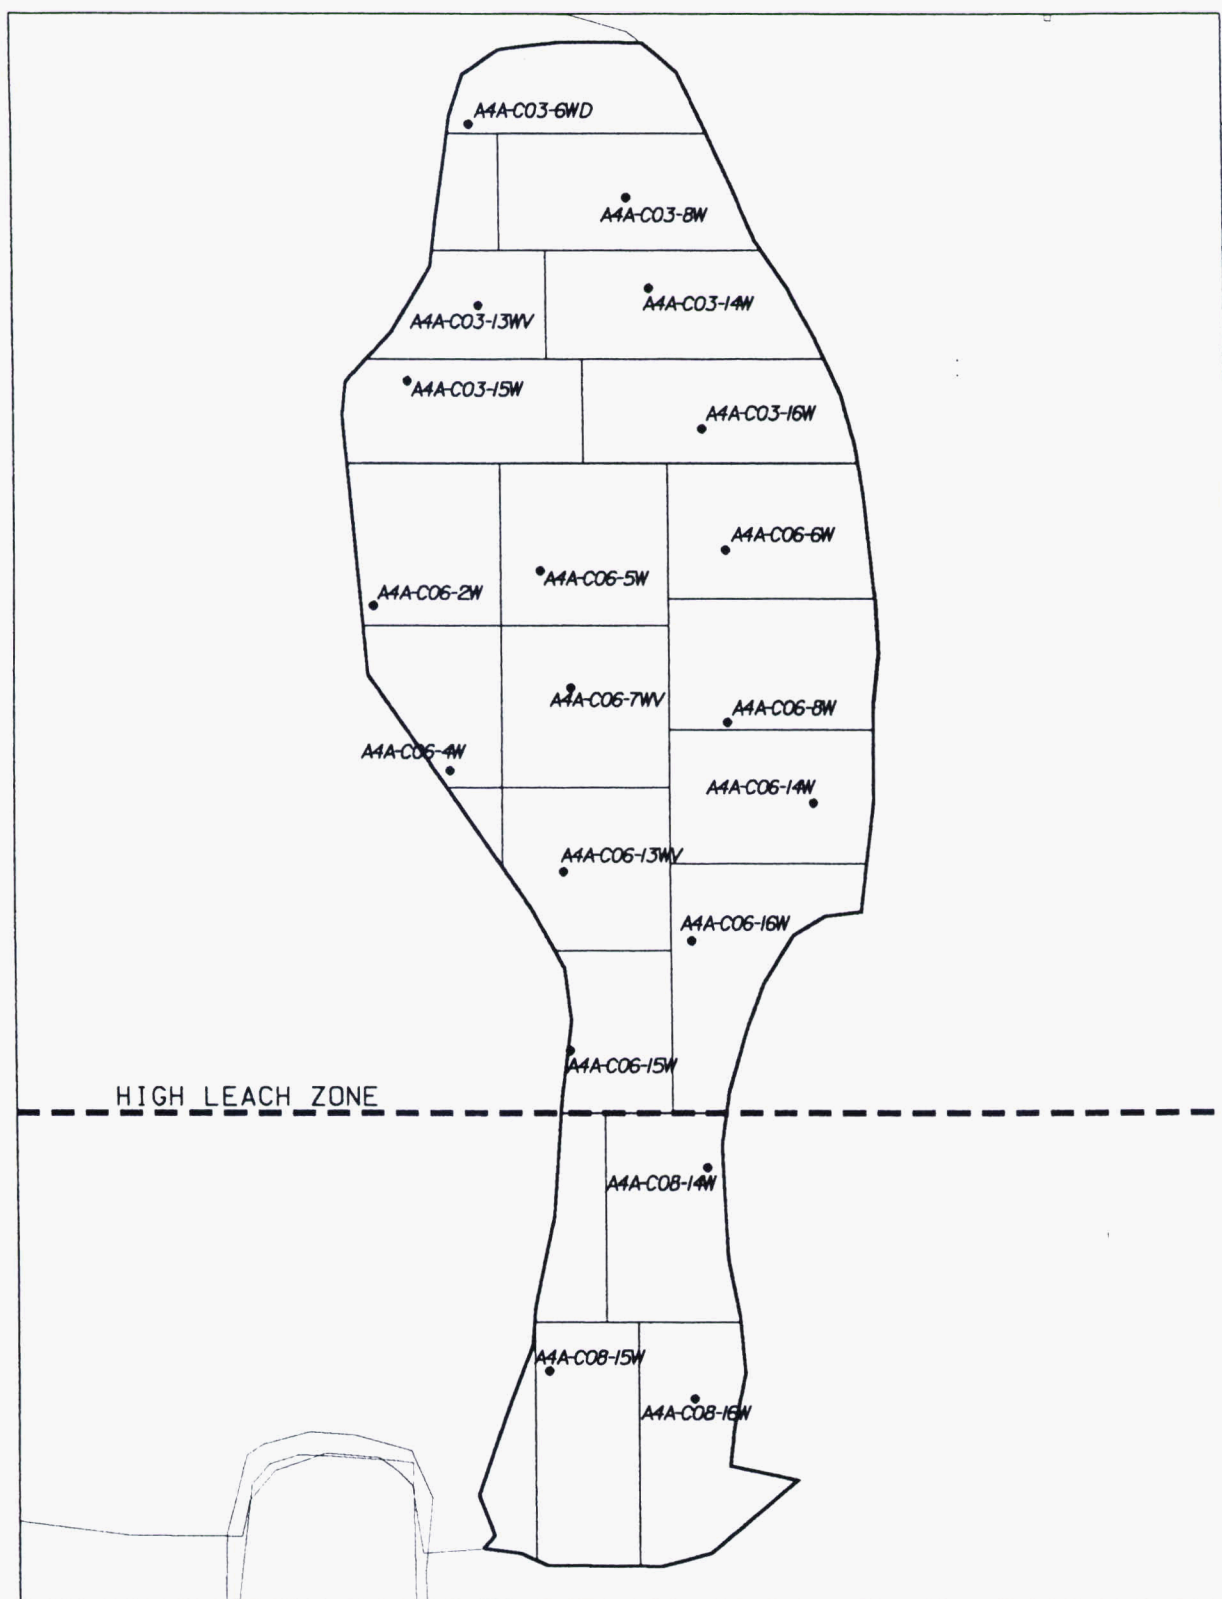 A4A-C03-6WD
A4A-C03-8W
A4A-C03-14W
A4A-C03-13WV
A4A-C03-15W
A4A-C03-16W
A4A-C06-6W
A4A-C06-5W
A4A-C06-2W
A4A-C06-7WV
A4A-C06-8W
A4A-C06-4W
A4A-C06-14W
A4A-C06-13WV
A4A-C06-16W
A4A-C06-15W
HIGH LEACH ZONE
A4A-C08-14W
A4A-C08-15W
A4A-C08-16W